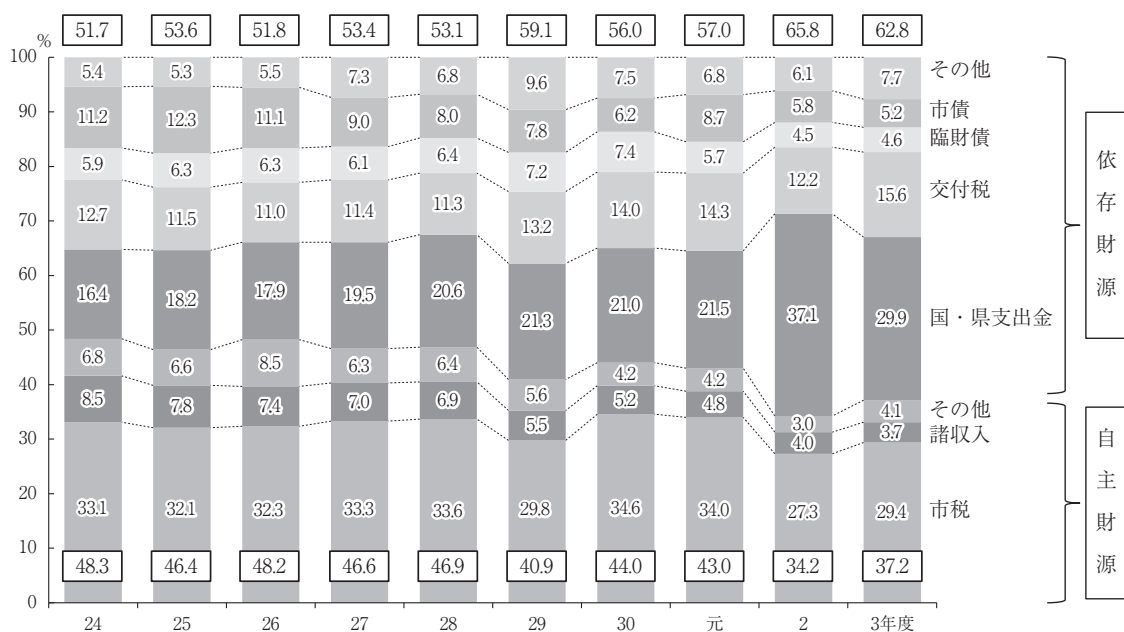 51.7 53.6 51.8 53.4 53.1 59.1 56.0 57.0 65.8 62.8
%
100
5.4 5.3 5.5 7.3 6.8 9.6 7.5 6.8 6.1 7.7 その他
90
11.2 12.3 11.1 9.0 8.0 7.8 6.2 8.7 5.8 5.2 市債
80
5.9 6.3 6.3 6.1 6.4 7.2 7.4 5.7 4.5 4.6 臨財債
70
12.7 11.5 11.0 11.4 11.3 13.2 14.0 14.3 12.2 15.6 交付税
60
16.4 18.2 17.9 19.5 20.6 21.3 21.0 21.5 37.1 29.9 国・県支出金
50
6.8 6.6 8.5 6.3 6.4 5.6 4.2 4.2 3.0 4.1 その他
40
8.5 7.8 7.4 7.0 6.9 5.5 5.2 4.8 4.0 3.7 諸収入
30
20
33.1 32.1 32.3 33.3 33.6 29.8 34.6 34.0 27.3 29.4 市税
10
48.3 46.4 48.2 46.6 46.9 40.9 44.0 43.0 34.2 37.2
0
24 25 26 27 28 29 30 元 2 3年度
依存財源
自主財源